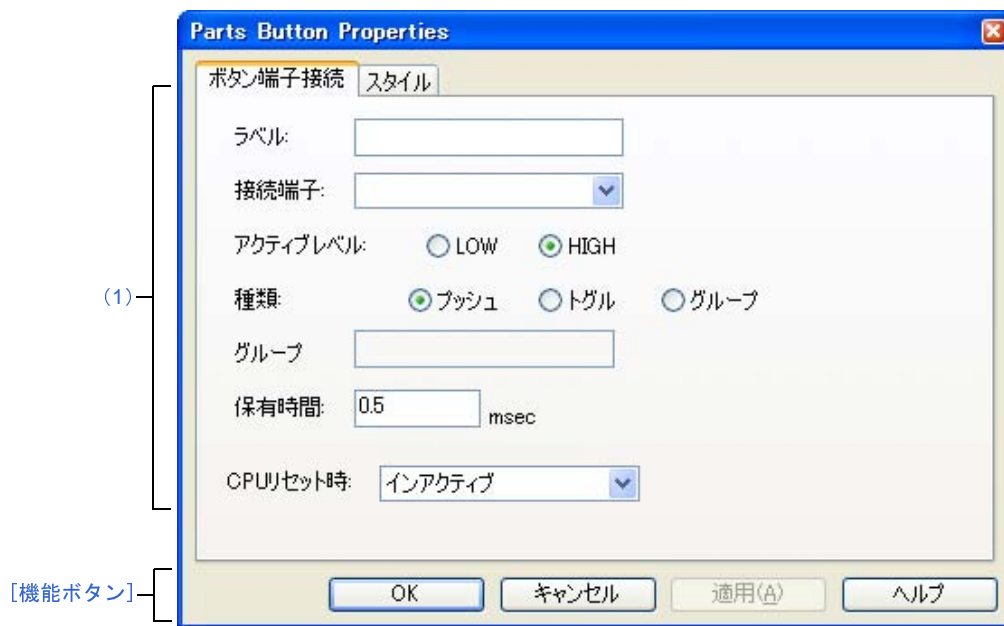 Parts Button Properties
ボタン端子接続 スタイル
ラベル:
接続端子:
アクティブレベル: LOW HIGH
(1)
種類: プッシュ トグル グループ
グループ
保有時間: 0.5 msec
CPUリセット時: インアクティブ
[機能ボタン]
OK キャンセル 適用(A) ヘルプ